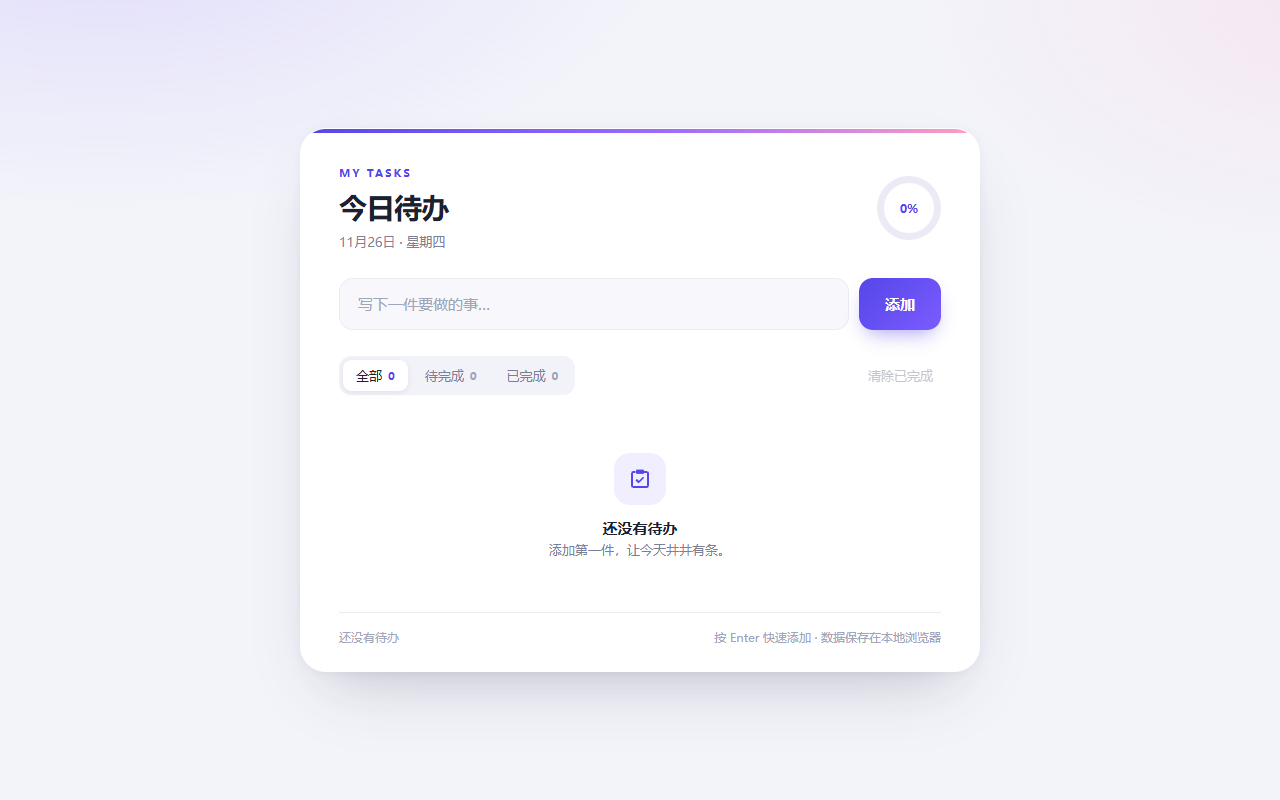 MY TASKS
今日待办
11月26日 · 星期四
0%
写下一件要做的事...
添加
全部 0 待完成 0 已完成 0
清除已完成
还没有待办
添加第一件，让今天井井有条。
还没有待办
按 Enter 快速添加 · 数据保存在本地浏览器